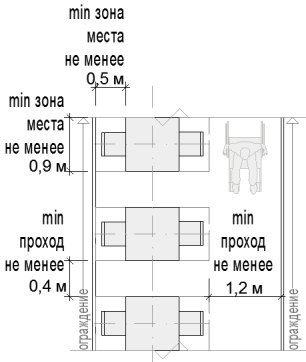 min зона
места
не менее
0,5 м
min зона
места
не менее
0,9 м
min
проход
не менее
0,4 м
min
проход
не менее
1,2 м
ограждение
ограждение